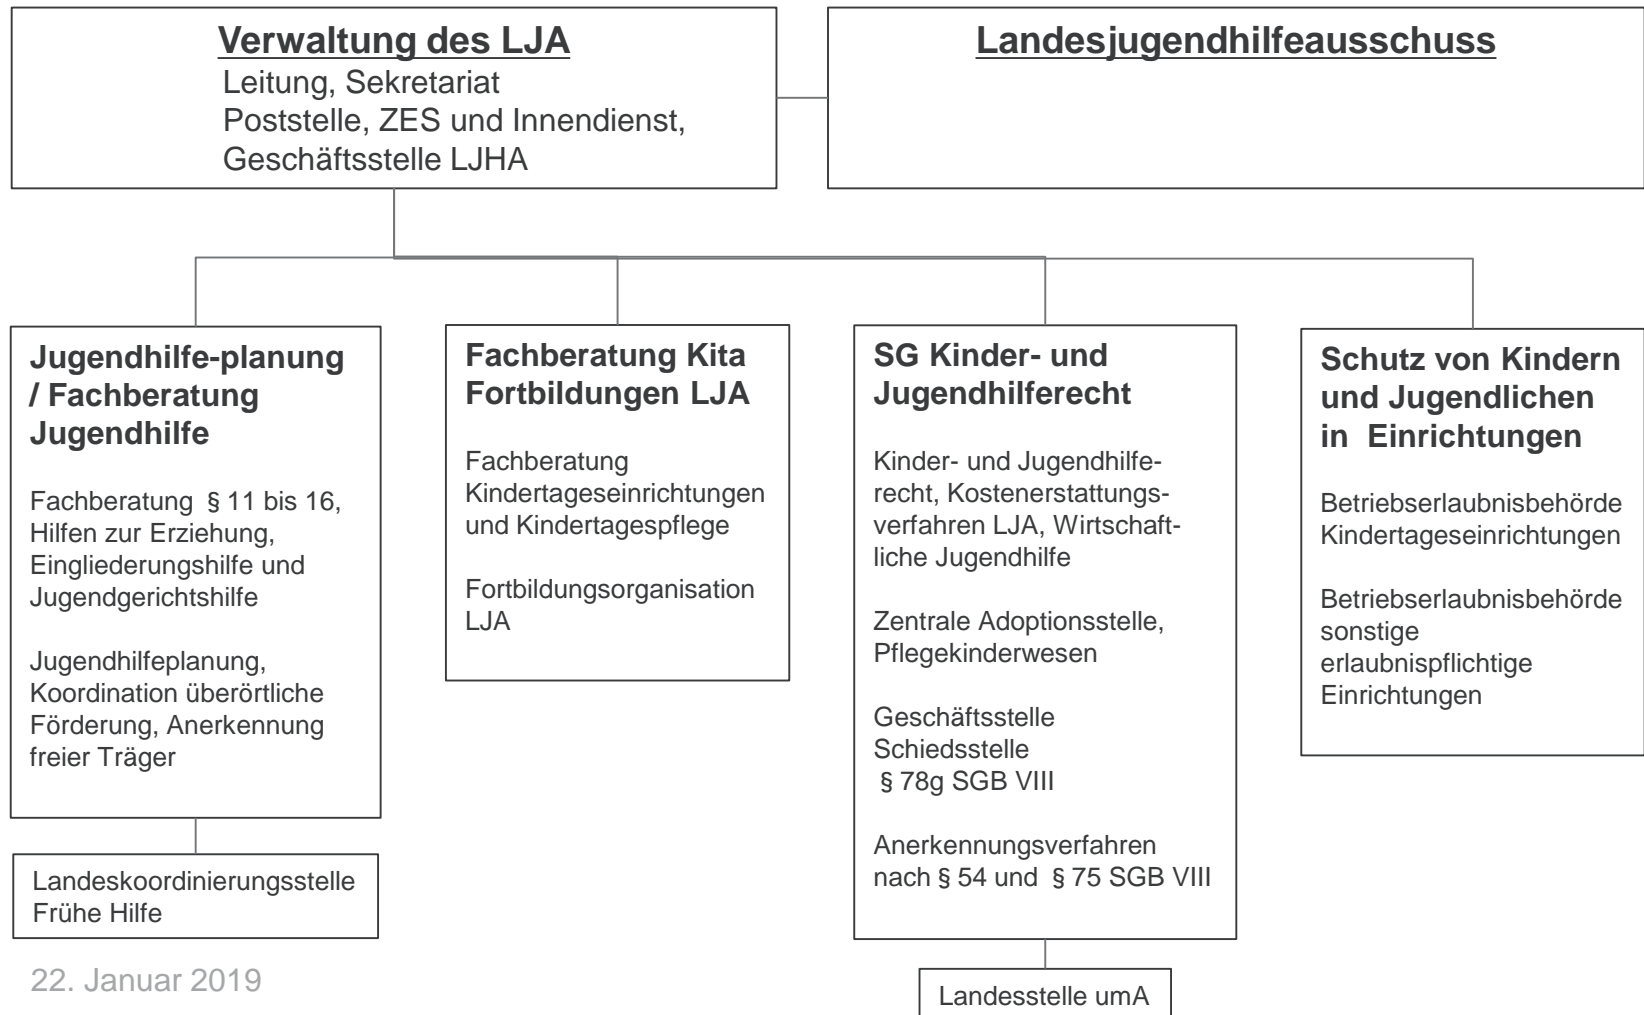 Verwaltung des LJA
Leitung, Sekretariat
Poststelle, ZES und Innendienst,
Geschäftsstelle LJHA
Landesjugendhilfeausschuss
Jugendhilfe-planung
/ Fachberatung
Jugendhilfe
Fachberatung § 11 bis 16,
Hilfen zur Erziehung,
Eingliederungshilfe und
Jugendgerichtshilfe
Jugendhilfeplanung,
Koordination überörtliche
Förderung, Anerkennung
freier Träger
Landeskoordinierungsstelle
Frühe Hilfe
Fachberatung Kita
Fortbildungen LJA
Fachberatung
Kindertageseinrichtungen
und Kindertagespflege
Fortbildungsorganisation
LJA
SG Kinder- und
Jugendhilferecht
Kinder- und Jugendhilfe-
recht, Kostenerstattungs-
verfahren LJA, Wirtschaft-
liche Jugendhilfe
Zentrale Adoptionsstelle,
Pflegekinderwesen
Geschäftsstelle
Schiedsstelle
§ 78g SGB VIII
Anerkennungsverfahren
nach § 54 und § 75 SGB VIII
Landesstelle umA
Schutz von Kindern
und Jugendlichen
in Einrichtungen
Betriebserlaubnisbehörde
Kindertageseinrichtungen
Betriebserlaubnisbehörde
sonstige
erlaubnispflichtige
Einrichtungen
22. Januar 2019